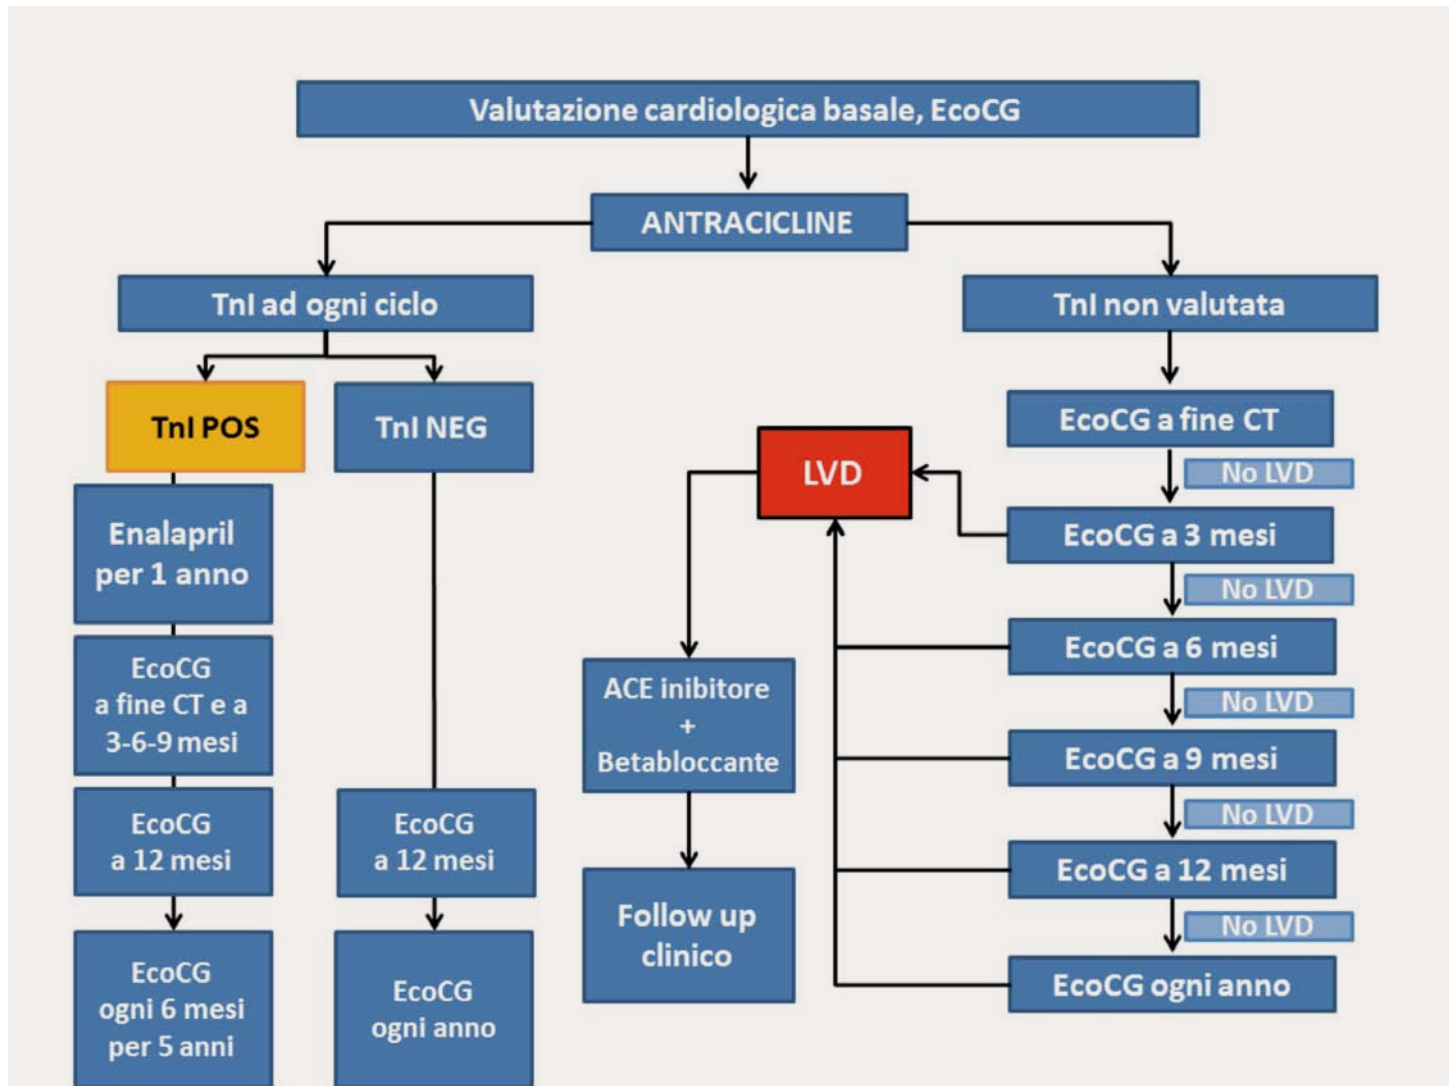 Valutazione cardiologica basale, EcoCG
ANTRACICLINE
TnI ad ogni ciclo
TnI non valutata
TnI POS
TnI NEG
EcoCG a fine CT
LVD
No LVD
Enalapril
per 1 anno
EcoCG a 3 mesi
No LVD
EcoCG
a fine CT e a
3-6-9 mesi
ACE inibitore
+
Betabloccante
EcoCG a 6 mesi
No LVD
EcoCG a 9 mesi
No LVD
EcoCG
a 12 mesi
EcoCG
a 12 mesi
EcoCG a 12 mesi
Follow up
clinico
No LVD
EcoCG
ogni 6 mesi
per 5 anni
EcoCG
ogni anno
EcoCG ogni anno